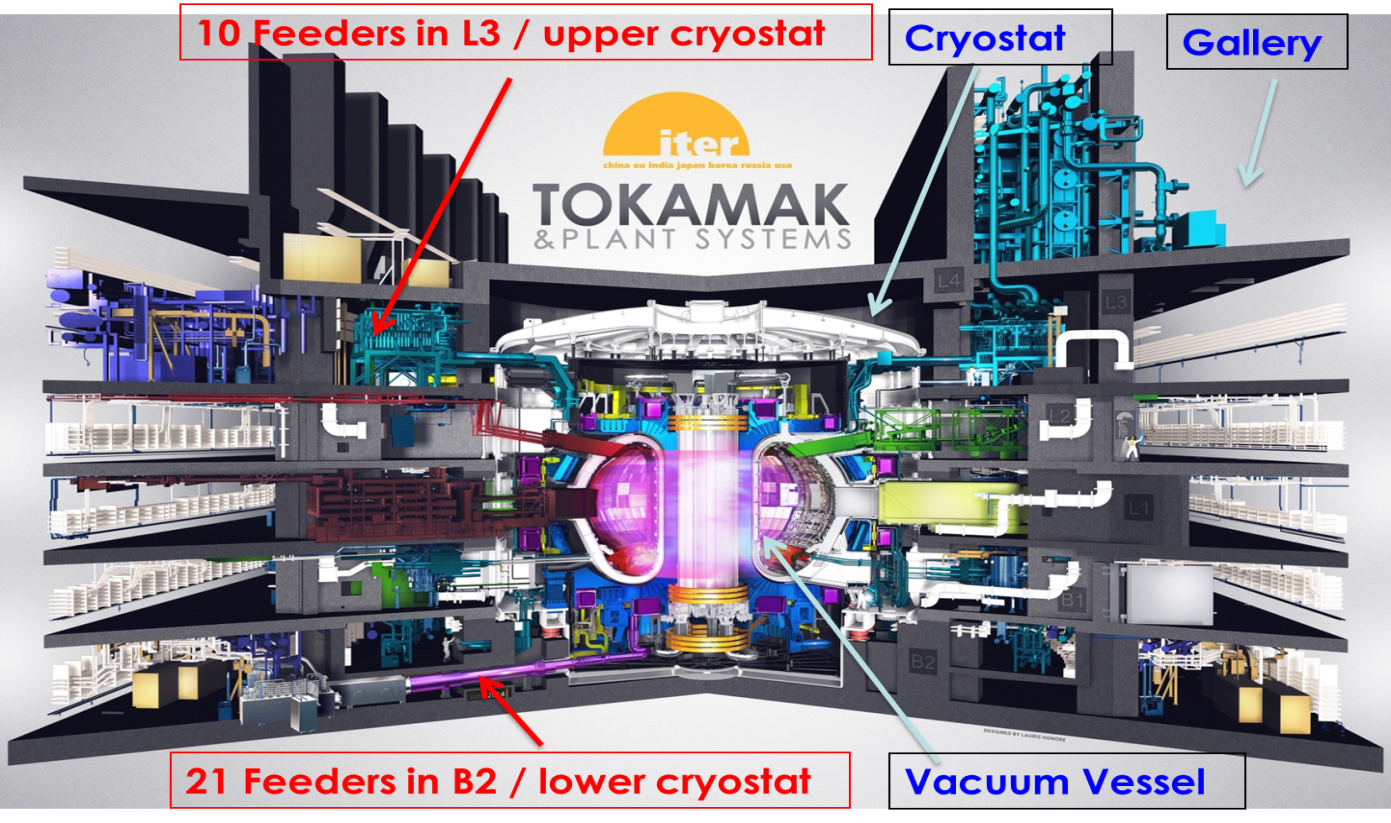 10 Feeders in L3 / upper cryostat
Cryostat
Gallery
iter
china eu india japan korea russia usa
TOKAMAK
& PLANT SYSTEMS
L4
L3
L2
L1
B1
B2
DESIGNED BY LAURIS HONORE
21 Feeders in B2 / lower cryostat
Vacuum Vessel